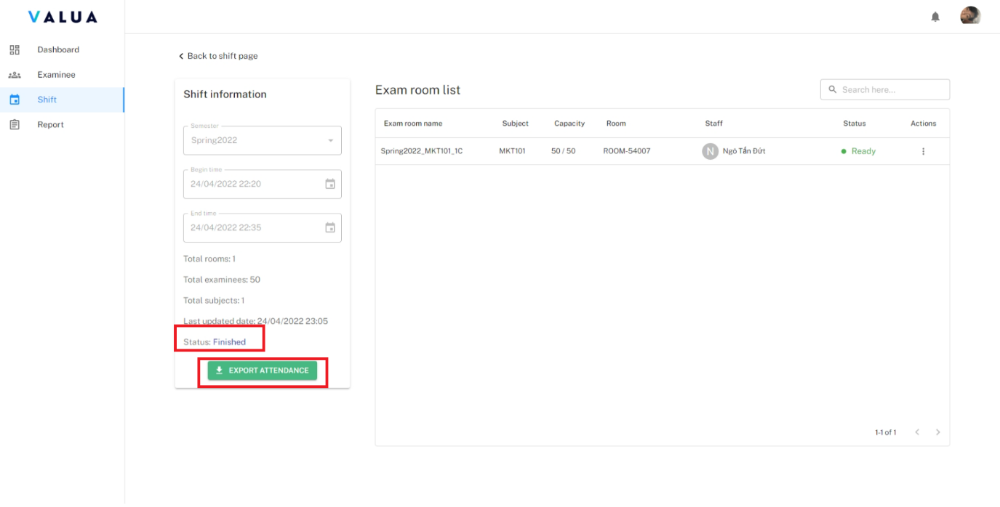 VALUA
Dashboard
Examinee
Shift
Report
Back to shift page
Shift information
Semester
Spring2022
Begin time
24/04/2022 22:20
End time
24/04/2022 22:35
Total rooms: 1
Total examinees: 50
Total subjects: 1
Last updated date: 24/04/2022 23:05
Status: Finished
EXPORT ATTENDANCE
Exam room list
Search here...
Exam room name Subject Capacity Room Staff Status Actions
Spring2022_MKT101_1C MKT101 50 / 50 ROOM-54007 N Ngô Tấn Đứt Ready
1-1 of 1